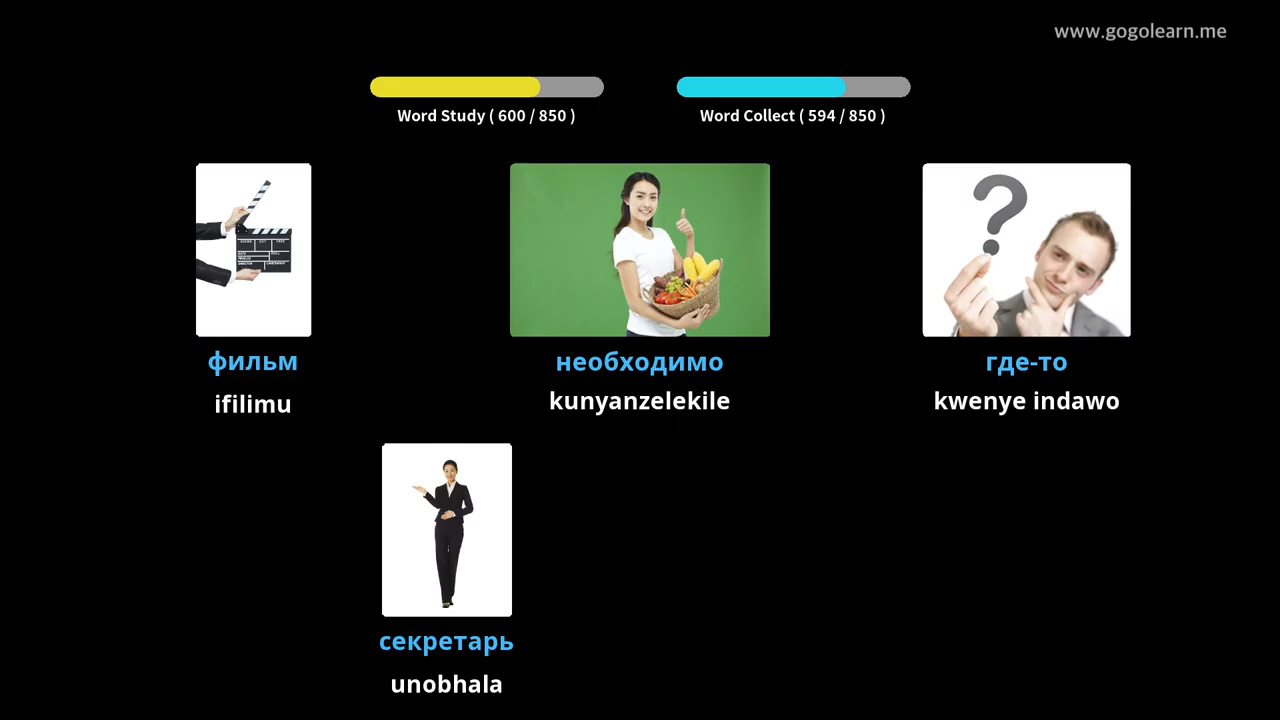 www.gogolearn.me
Word Study ( 600 / 850 )
Word Collect ( 594 / 850 )
фильм
необходимо
где-то
ifilimu
kunyanzelekile
kwenye indawo
секретарь
unobhala